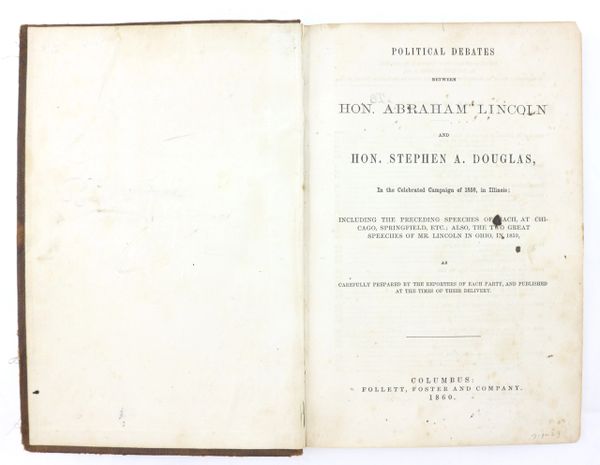 POLITICAL DEBATES
BETWEEN
HON. ABRAHAM LINCOLN
AND
HON. STEPHEN A. DOUGLAS,
In the Celebrated Campaign of 1858, in Illinois;
INCLUDING THE PRECEDING SPEECHES OF EACH, AT CHI-
CAGO, SPRINGFIELD, ETC.; ALSO, THE TWO GREAT
SPEECHES OF MR. LINCOLN IN OHIO, IN 1859,
AS
CAREFULLY PREPARED BY THE REPORTERS OF EACH PARTY, AND PUBLISHED
AT THE TIMES OF THEIR DELIVERY.
COLUMBUS:
FOLLETT, FOSTER AND COMPANY.
1860.